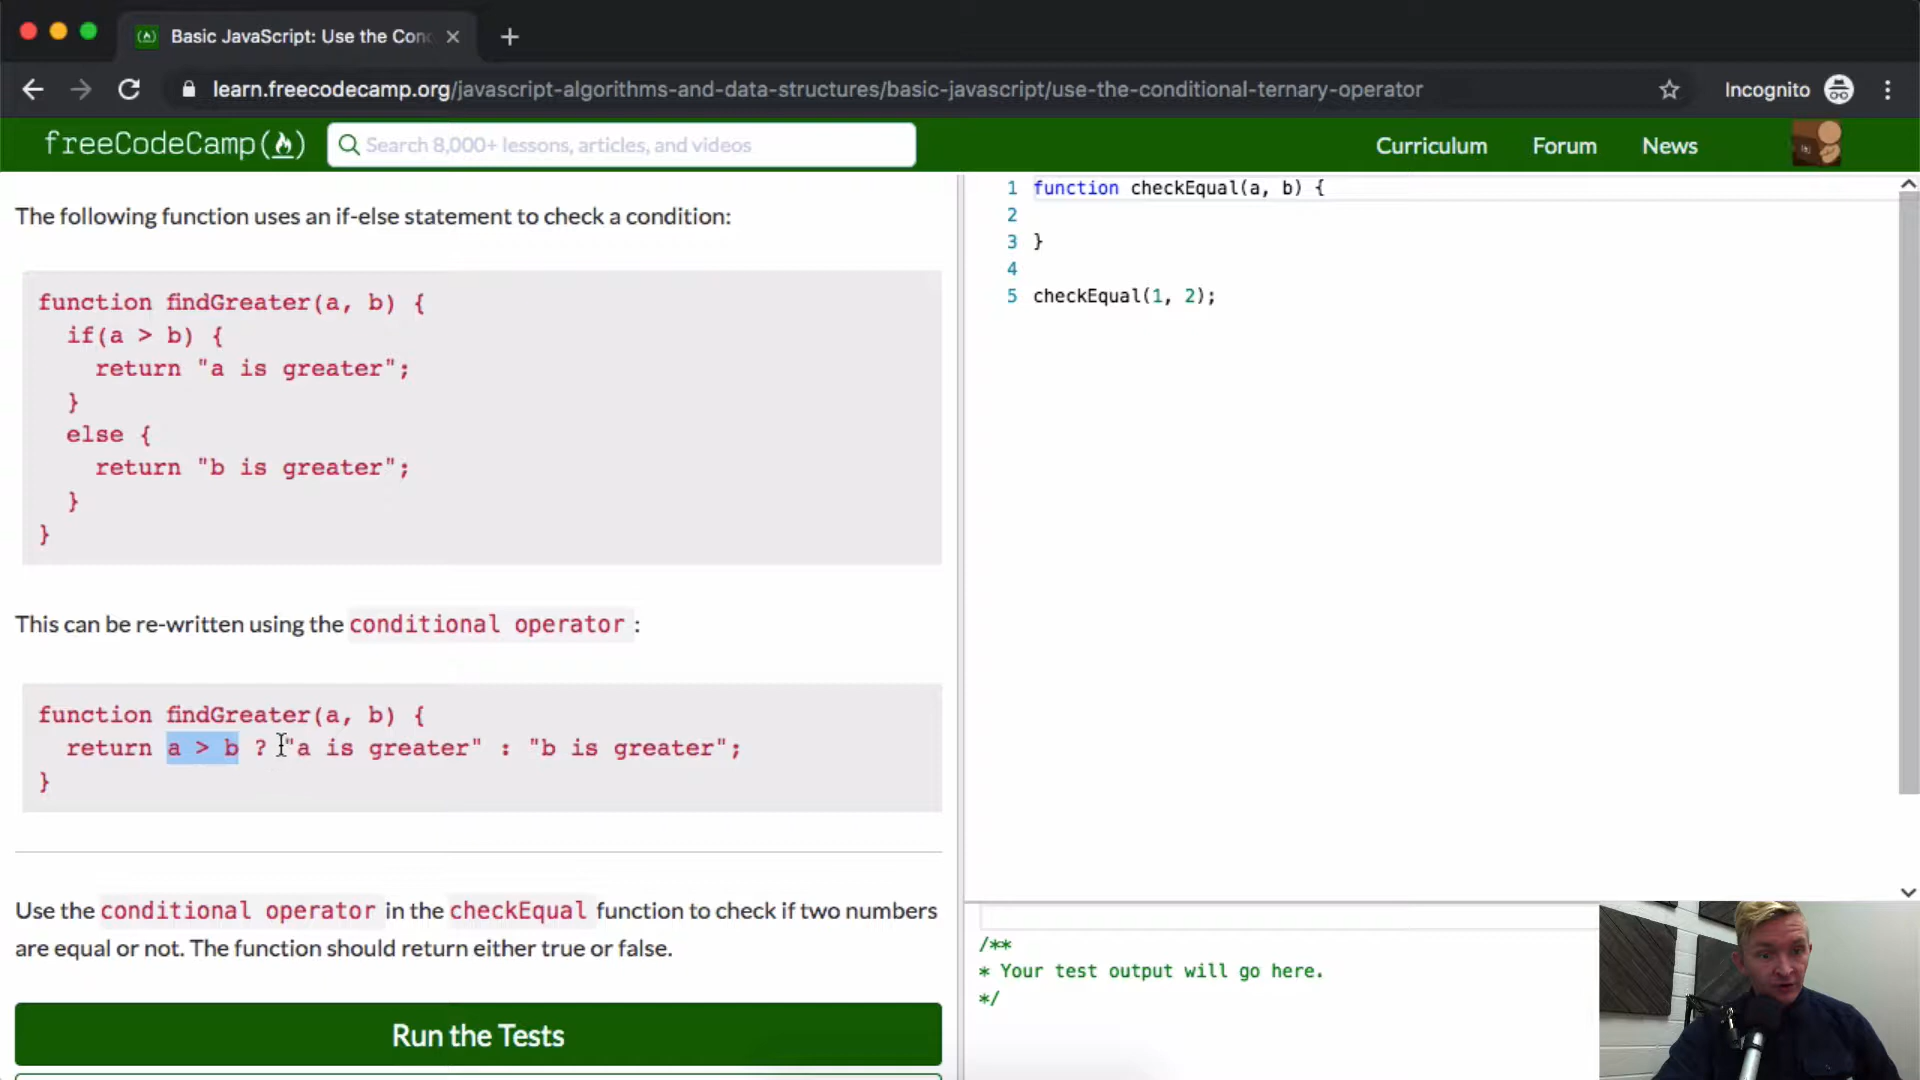 Basic JavaScript: Use the Con
learn.freecodecamp.org/javascript-algorithms-and-data-structures/basic-javascript/use-the-conditional-ternary-operator
Incognito
freeCodeCamp
Search 8,000+ lessons, articles, and videos
Curriculum
Forum
News
The following function uses an if-else statement to check a condition:
function findGreater(a, b) {
if(a > b) {
return "a is greater";
}
else {
return "b is greater";
}
}
This can be re-written using the conditional operator :
function findGreater(a, b) {
return a > b ? "a is greater" : "b is greater";
}
Use the conditional operator in the checkEqual function to check if two numbers
are equal or not. The function should return either true or false.
Run the Tests
1 function checkEqual(a, b) {
2
3 }
4
5 checkEqual(1, 2);
/**
* Your test output will go here.
*/